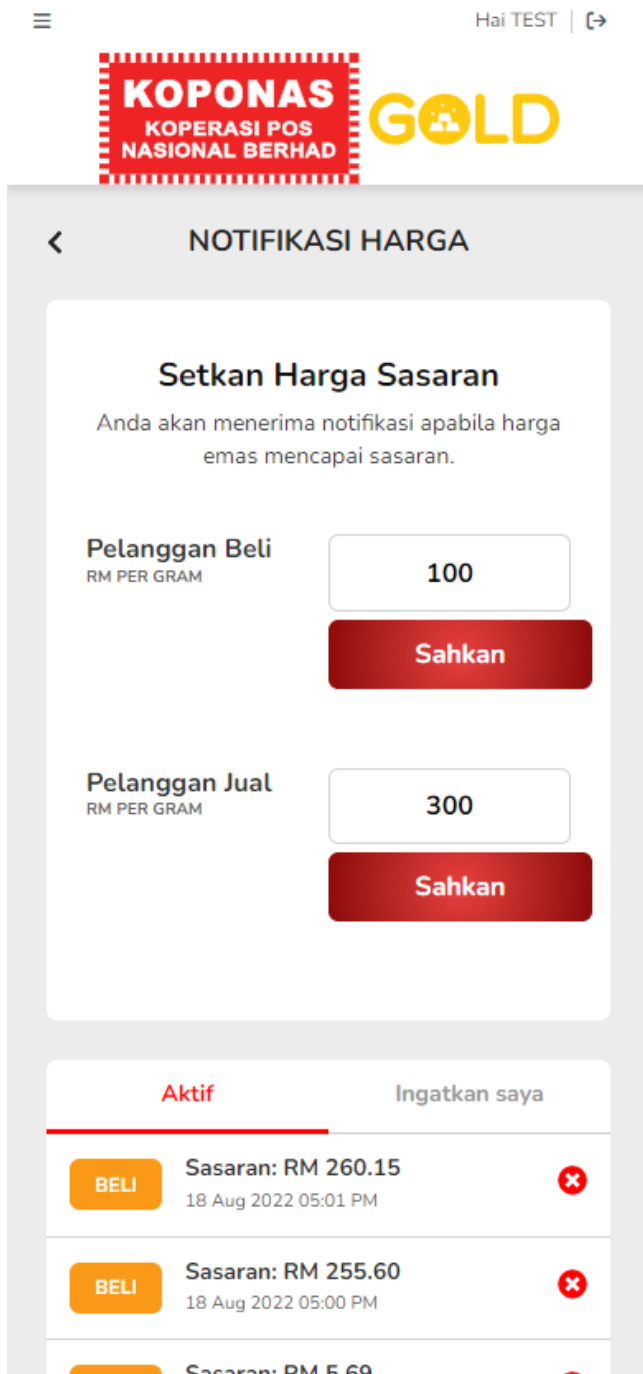 Hai TEST
KOPONAS
KOPERASI POS
NASIONAL BERHAD
GOLD
NOTIFIKASI HARGA
Setkan Harga Sasaran
Anda akan menerima notifikasi apabila harga
emas mencapai sasaran.
Pelanggan Beli
RM PER GRAM
100
Sahkan
Pelanggan Jual
RM PER GRAM
300
Sahkan
Aktif
Ingatkan saya
BELI
Sasaran: RM 260.15
18 Aug 2022 05:01 PM
BELI
Sasaran: RM 255.60
18 Aug 2022 05:00 PM
Sasaran: RM 5.69